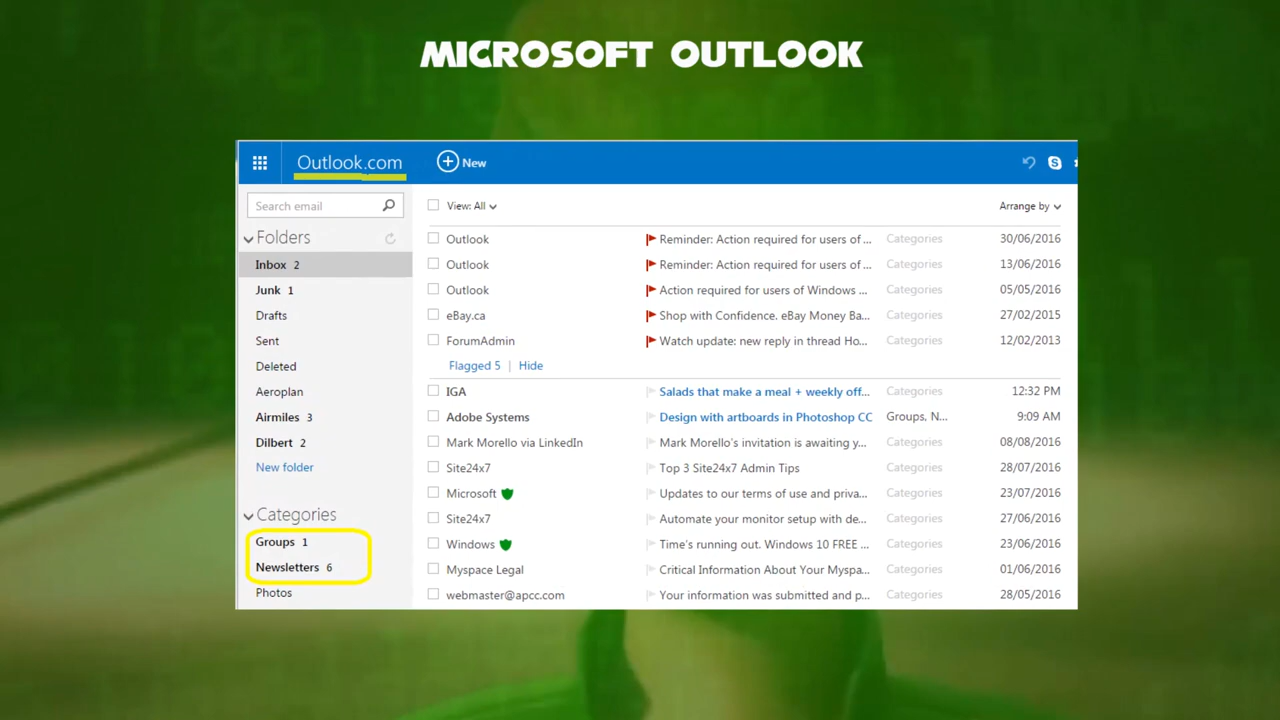 MICROSOFT OUTLOOK
Outlook.com
New
Search email
View: All
Arrange by
Folders
Inbox 2
Junk 1
Drafts
Sent
Deleted
Aeroplan
Airmiles 3
Dilbert 2
New folder
Categories
Groups 1
Newsletters 6
Photos
Outlook Reminder: Action required for users of ... Categories 30/06/2016
Outlook Reminder: Action required for users of ... Categories 13/06/2016
Outlook Action required for users of Windows ... Categories 05/05/2016
eBay.ca Shop with Confidence. eBay Money Ba... Categories 27/02/2015
ForumAdmin Watch update: new reply in thread Ho... Categories 12/02/2013
Flagged 5 | Hide
IGA Salads that make a meal + weekly off... Categories 12:32 PM
Adobe Systems Design with artboards in Photoshop CC Groups, N... 9:09 AM
Mark Morello via LinkedIn Mark Morello's invitation is awaiting y... Categories 08/08/2016
Site24x7 Top 3 Site24x7 Admin Tips Categories 28/07/2016
Microsoft Updates to our terms of use and priva... Categories 23/07/2016
Site24x7 Automate your monitor setup with de... Categories 27/06/2016
Windows Time's running out. Windows 10 FREE ... Categories 23/06/2016
Myspace Legal Critical Information About Your Myspa... Categories 01/06/2016
webmaster@apcc.com Your information was submitted and p... Categories 28/05/2016